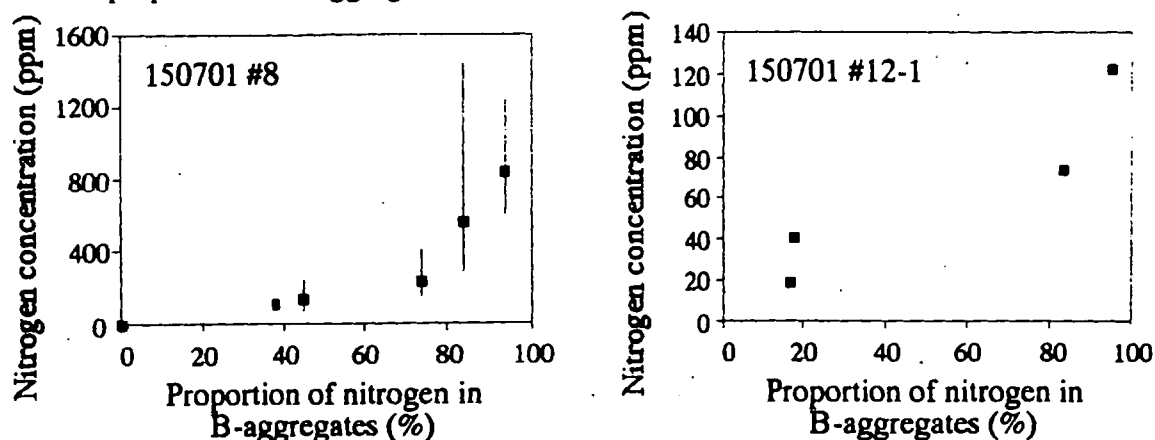 Nitrogen concentration (ppm)
1600
1200
800
400
0
150701 #8
0 20 40 60 80 100
Proportion of nitrogen in
B-aggregates (%)
Nitrogen concentration (ppm)
140
120
100
80
60
40
20
0
150701 #12-1
0 20 40 60 80 100
Proportion of nitrogen in
B-aggregates (%)